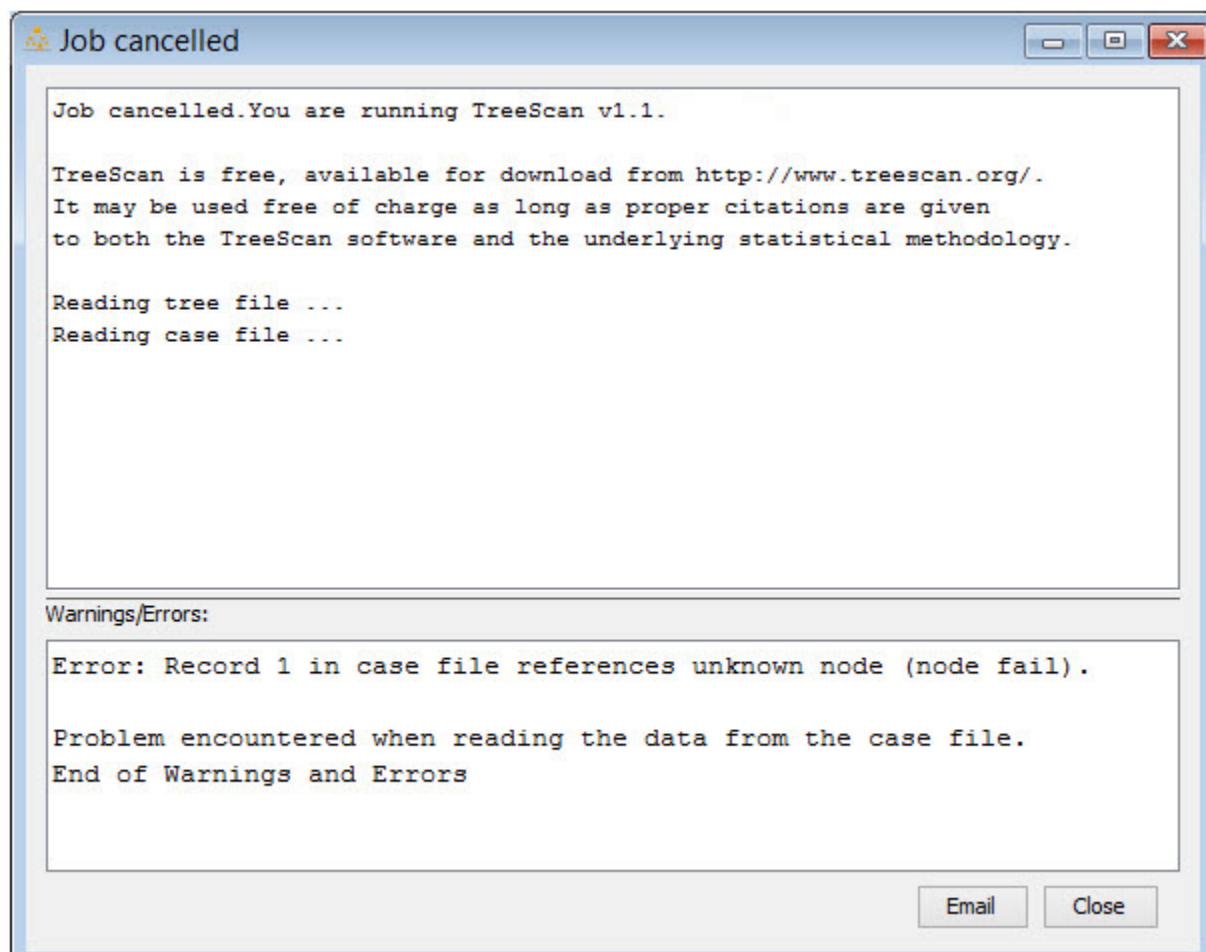 Job cancelled
Job cancelled.You are running TreeScan v1.1.
TreeScan is free, available for download from http://www.treescan.org/.
It may be used free of charge as long as proper citations are given
to both the TreeScan software and the underlying statistical methodology.
Reading tree file ...
Reading case file ...
Warnings/Errors:
Error: Record 1 in case file references unknown node (node fail).
Problem encountered when reading the data from the case file.
End of Warnings and Errors
Email Close